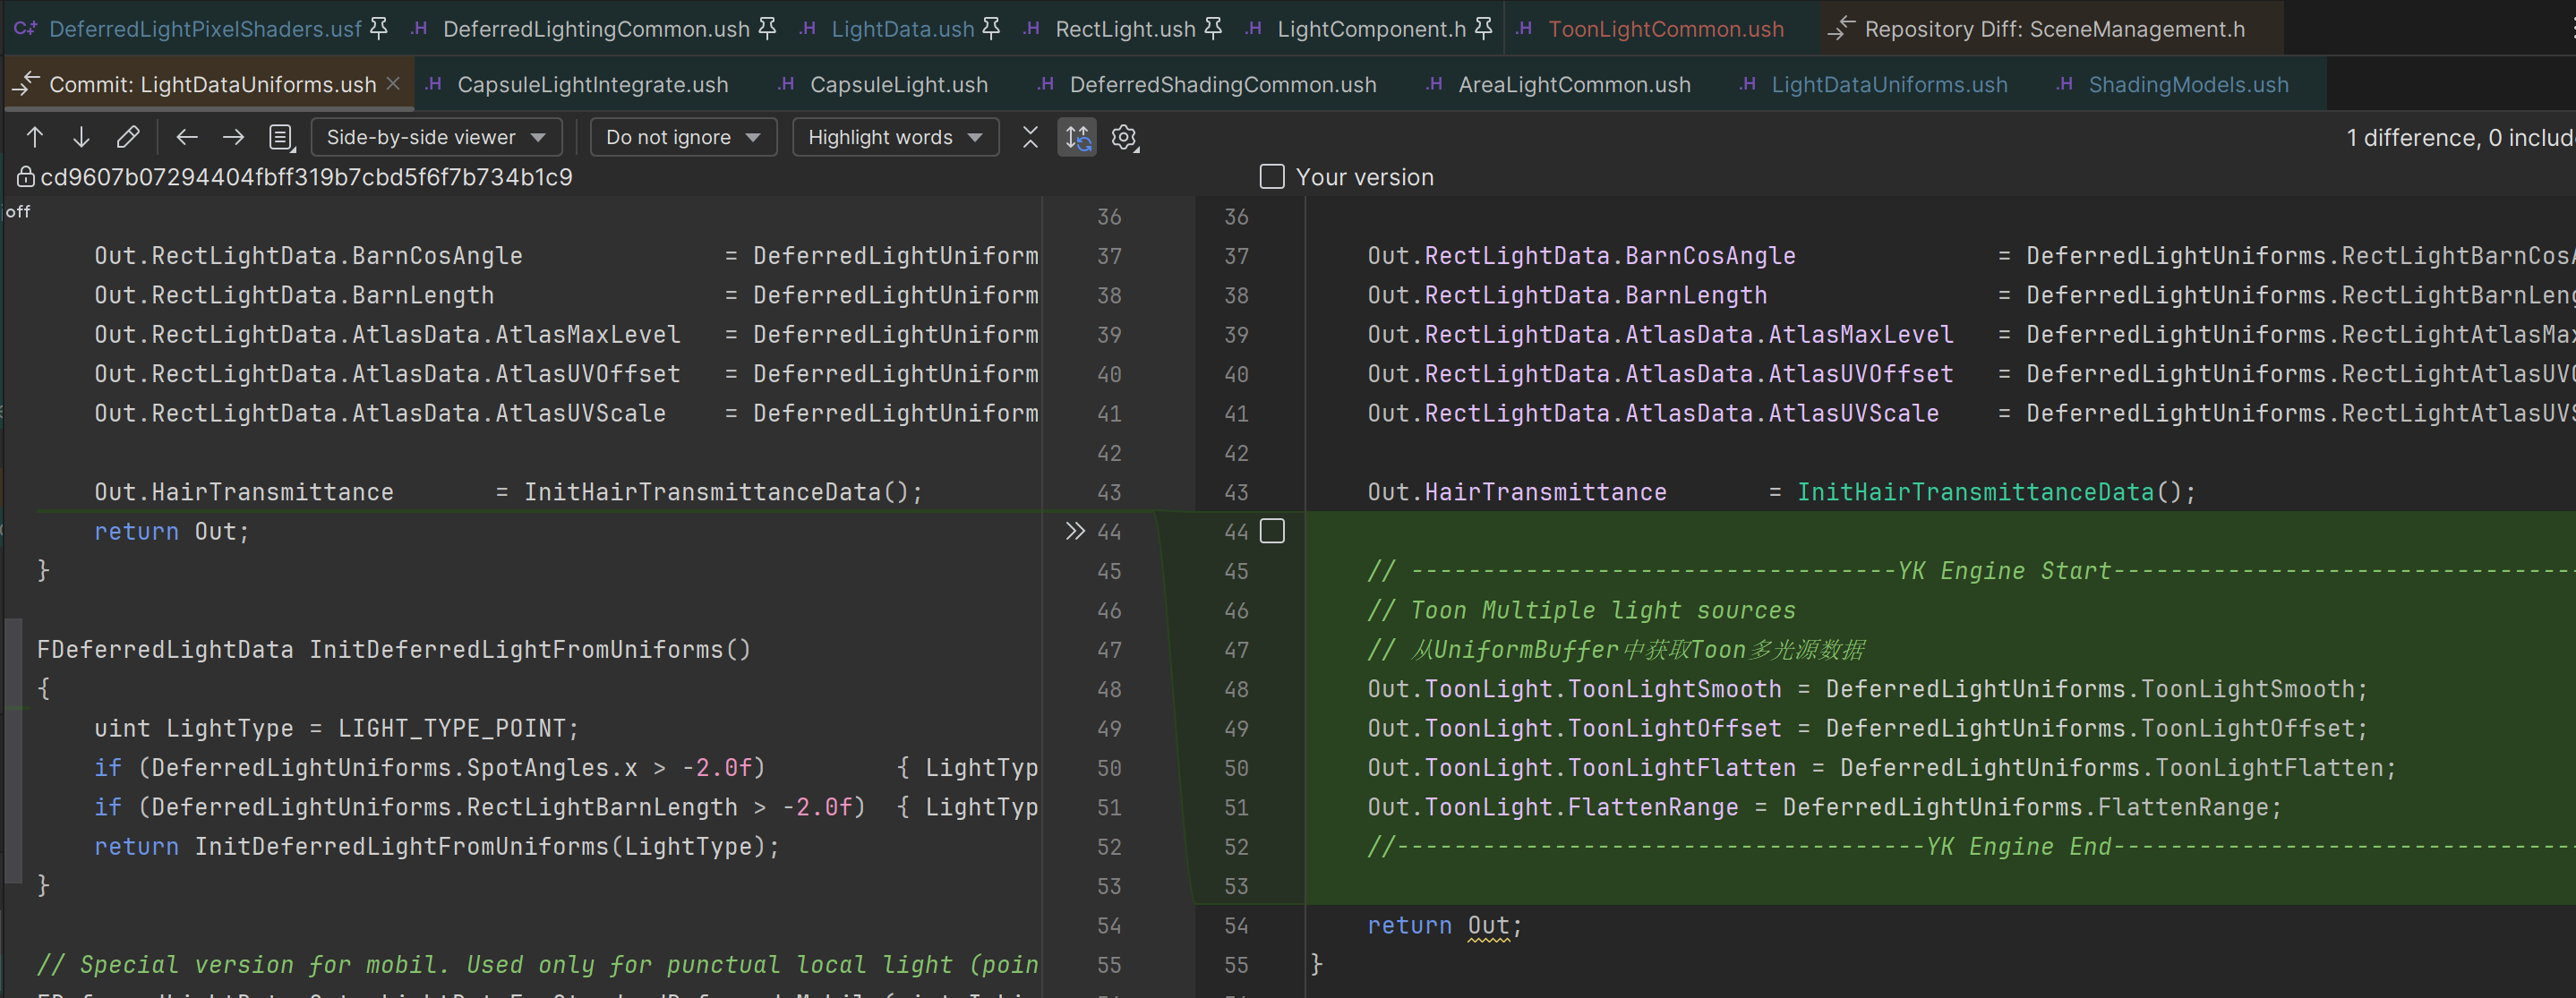 DeferredLightPixelShaders.usf DeferredLightingCommon.ush LightData.ush RectLight.ush LightComponent.h ToonLightCommon.ush Repository Diff: SceneManagement.h
Commit: LightDataUniforms.ush CapsuleLightIntegrate.ush CapsuleLight.ush DeferredShadingCommon.ush AreaLightCommon.ush LightDataUniforms.ush ShadingModels.ush
Side-by-side viewer Do not ignore Highlight words 1 difference, 0 includ
cd9607b07294404fbff319b7cbd5f6f7b734b1c9 Your version
off
36
Out.RectLightData.BarnCosAngle = DeferredLightUniform 37
Out.RectLightData.BarnLength = DeferredLightUniform 38
Out.RectLightData.AtlasData.AtlasMaxLevel = DeferredLightUniform 39
Out.RectLightData.AtlasData.AtlasUVOffset = DeferredLightUniform 40
Out.RectLightData.AtlasData.AtlasUVScale = DeferredLightUniform 41
42
Out.HairTransmittance = InitHairTransmittanceData(); 43
return Out; 44
} 45
46
FDeferredLightData InitDeferredLightFromUniforms() 47
{ 48
uint LightType = LIGHT_TYPE_POINT; 49
if (DeferredLightUniforms.SpotAngles.x > -2.0f) { LightTyp 50
if (DeferredLightUniforms.RectLightBarnLength > -2.0f) { LightTyp 51
return InitDeferredLightFromUniforms(LightType); 52
} 53
54
// Special version for mobil. Used only for punctual local light (poin 55
36
37 Out.RectLightData.BarnCosAngle = DeferredLightUniforms.RectLightBarnCosA
38 Out.RectLightData.BarnLength = DeferredLightUniforms.RectLightBarnLeng
39 Out.RectLightData.AtlasData.AtlasMaxLevel = DeferredLightUniforms.RectLightAtlasMax
40 Out.RectLightData.AtlasData.AtlasUVOffset = DeferredLightUniforms.RectLightAtlasUVO
41 Out.RectLightData.AtlasData.AtlasUVScale = DeferredLightUniforms.RectLightAtlasUVS
42
43 Out.HairTransmittance = InitHairTransmittanceData();
44
45 // ----------------------------------YK Engine Start---------------------------------
46 // Toon Multiple light sources
47 // 从UniformBuffer中获取Toon多光源数据
48 Out.ToonLight.ToonLightSmooth = DeferredLightUniforms.ToonLightSmooth;
49 Out.ToonLight.ToonLightOffset = DeferredLightUniforms.ToonLightOffset;
50 Out.ToonLight.ToonLightFlatten = DeferredLightUniforms.ToonLightFlatten;
51 Out.ToonLight.FlattenRange = DeferredLightUniforms.FlattenRange;
52 //-------------------------------------YK Engine End---------------------------------
53
54 return Out;
55 }